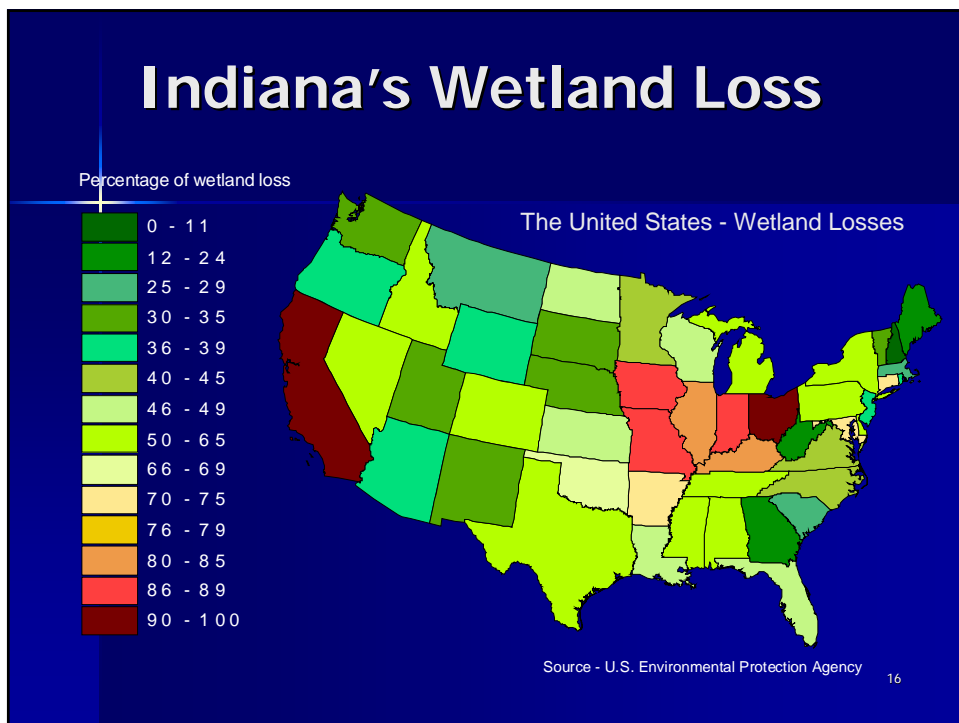 Indiana's Wetland Loss
Percentage of wetland loss
The United States - Wetland Losses
0 - 11
12 - 24
25 - 29
30 - 35
36 - 39
40 - 45
46 - 49
50 - 65
66 - 69
70 - 75
76 - 79
80 - 85
86 - 89
90 - 100
Source - U.S. Environmental Protection Agency
16